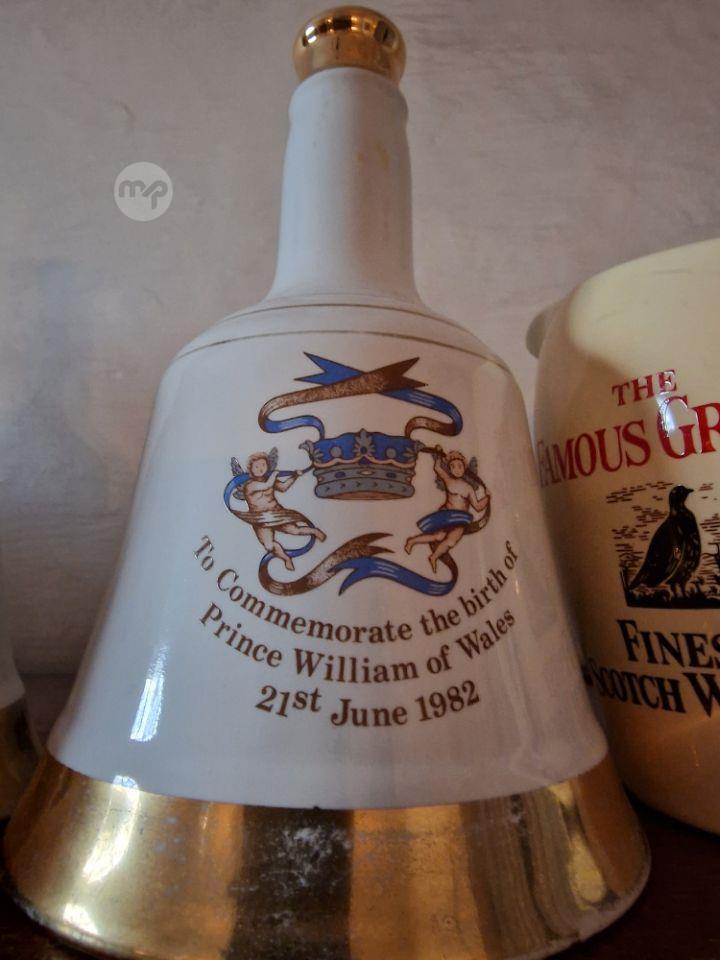 mp
To Commemorate the birth of
Prince William of Wales
21st June 1982
THE
FAMOUS GR
FINES
SCOTCH W